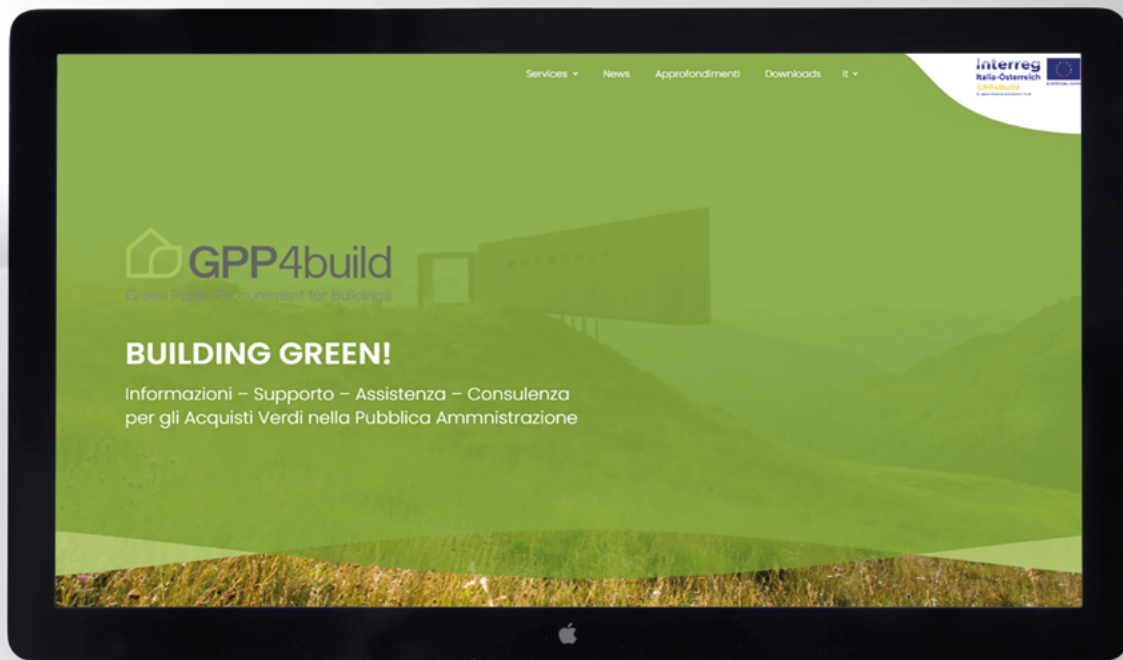 Services
News
Approfondimenti
Downloads
it
Interreg
Italia-Österreich
GPP4Build
GPP4build
Green Public Procurement for Buildings
BUILDING GREEN!
Informazioni – Supporto – Assistenza – Consulenza
per gli Acquisti Verdi nella Pubblica Ammnistrazione